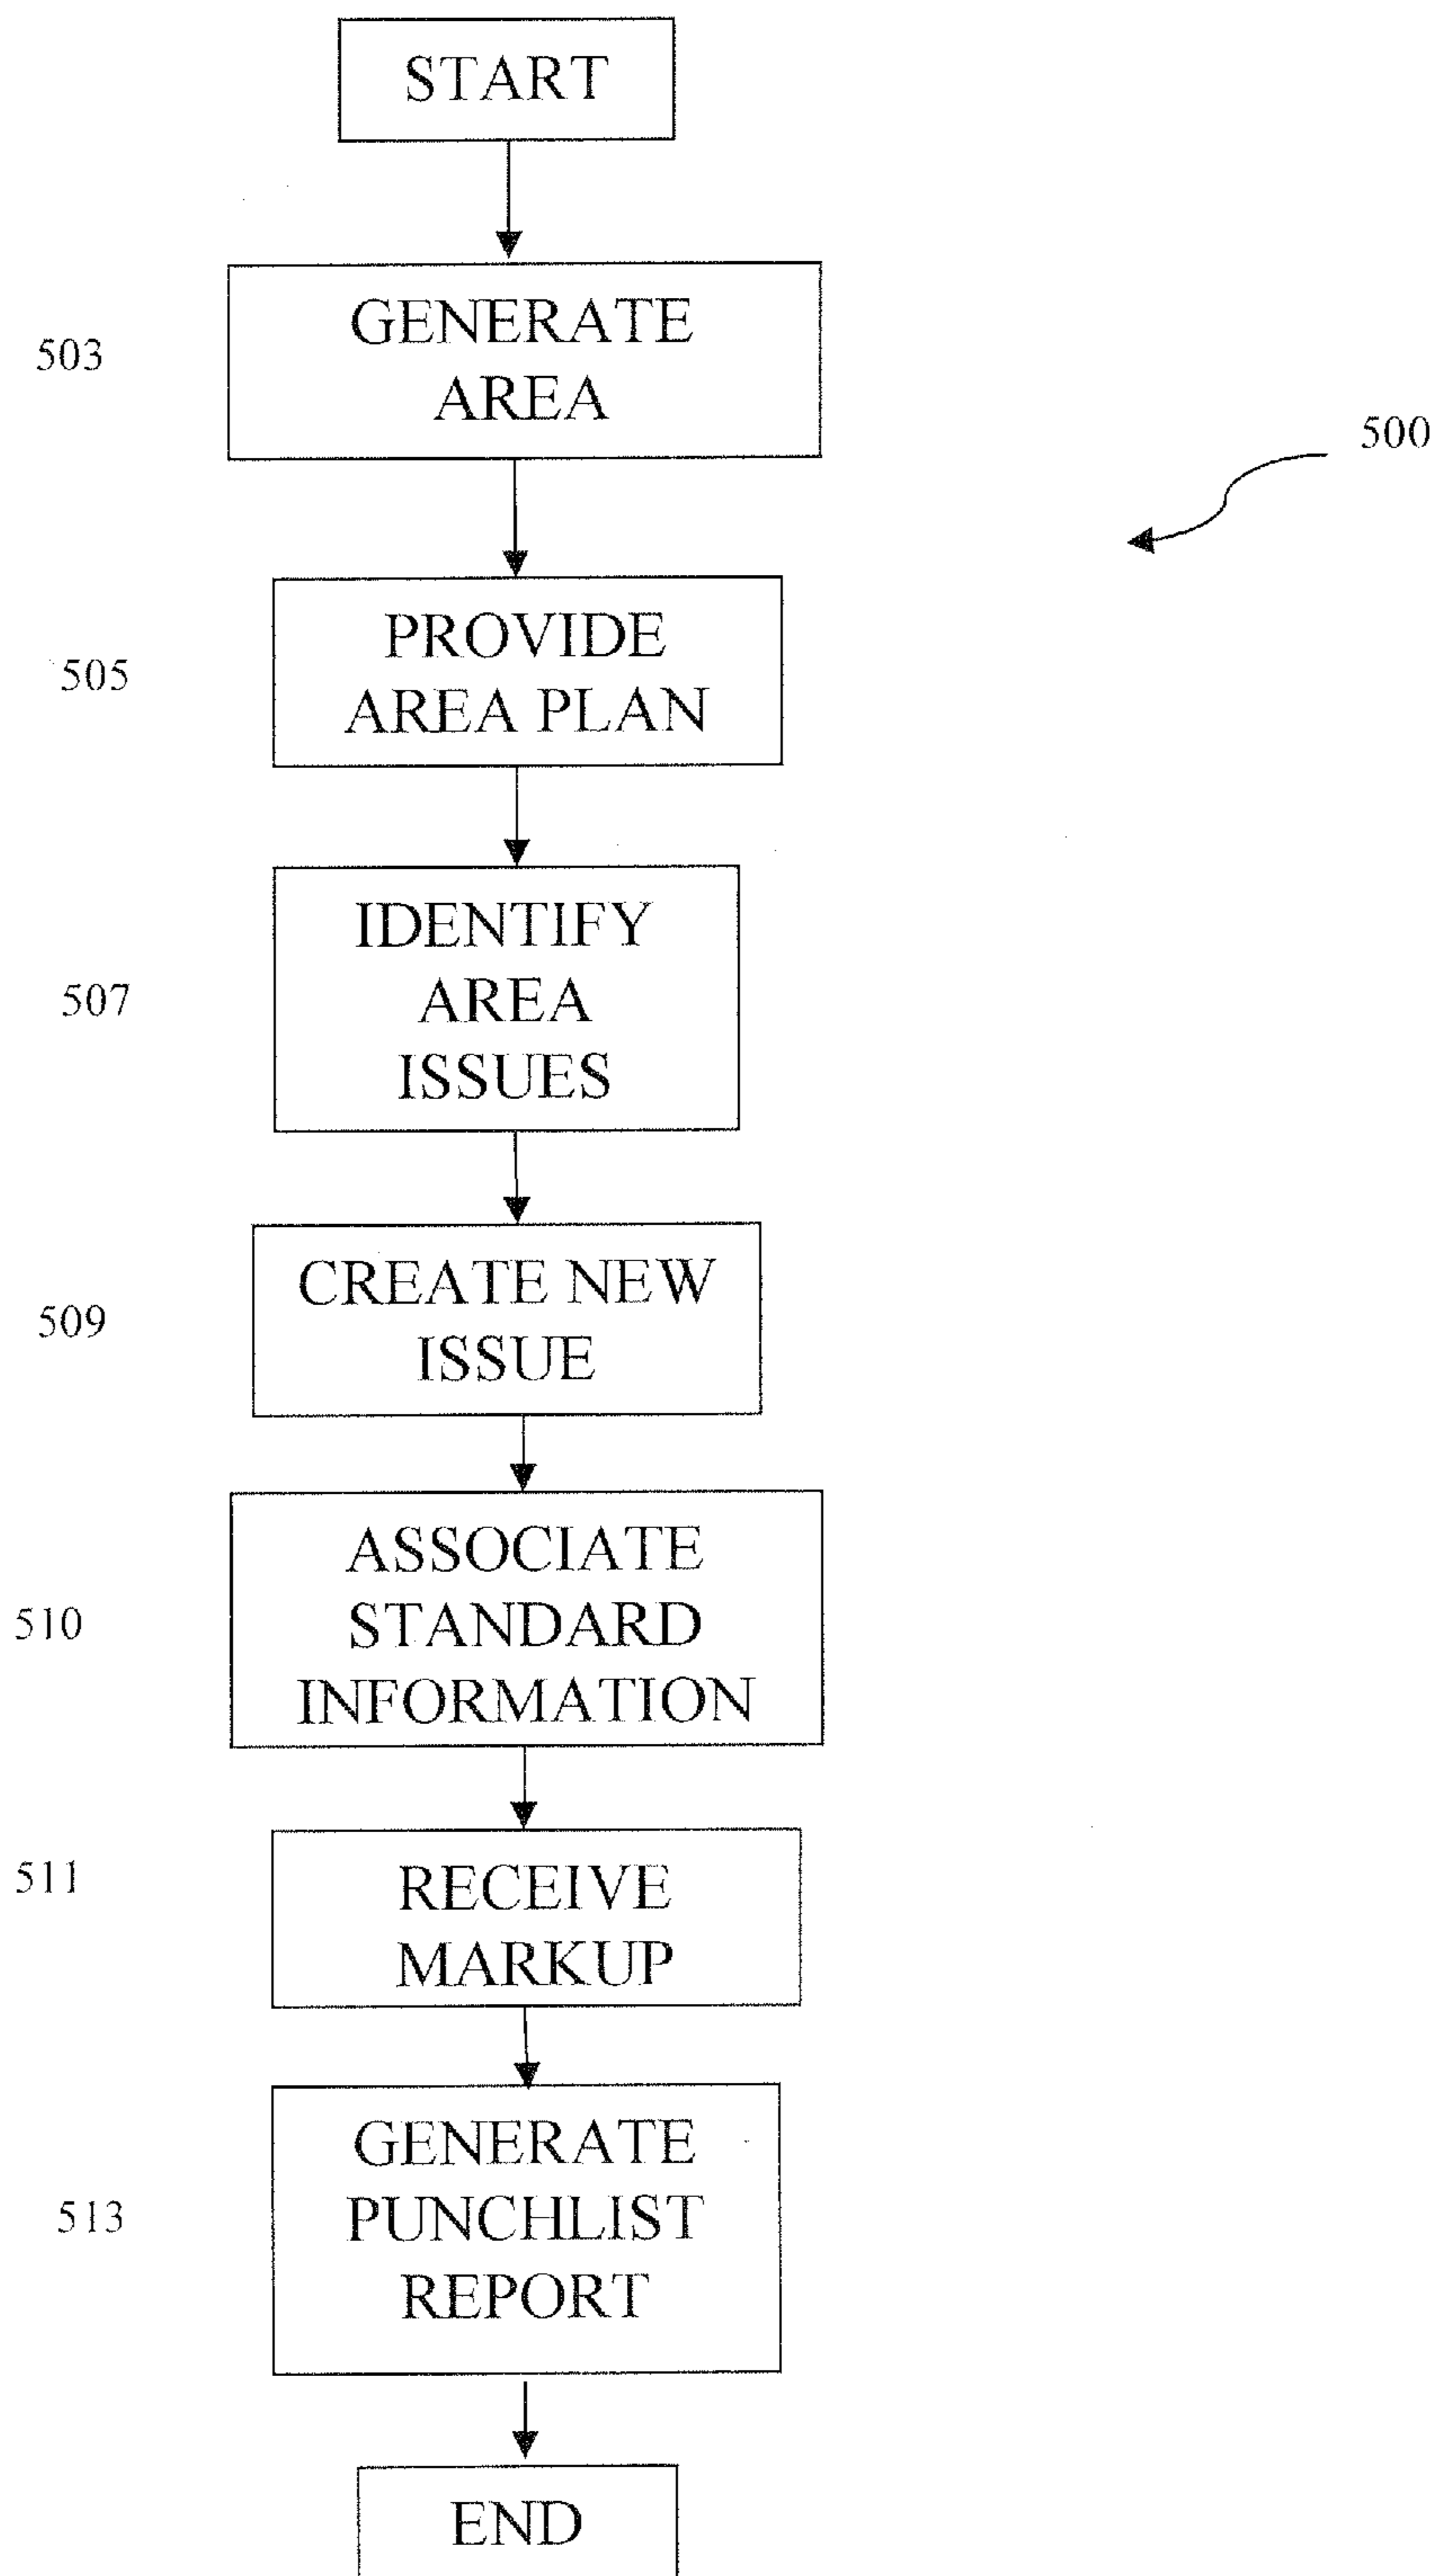 START
503
GENERATE
AREA
500
505
PROVIDE
AREA PLAN
507
IDENTIFY
AREA
ISSUES
509
CREATE NEW
ISSUE
510
ASSOCIATE
STANDARD
INFORMATION
511
RECEIVE
MARKUP
513
GENERATE
PUNCHLIST
REPORT
END